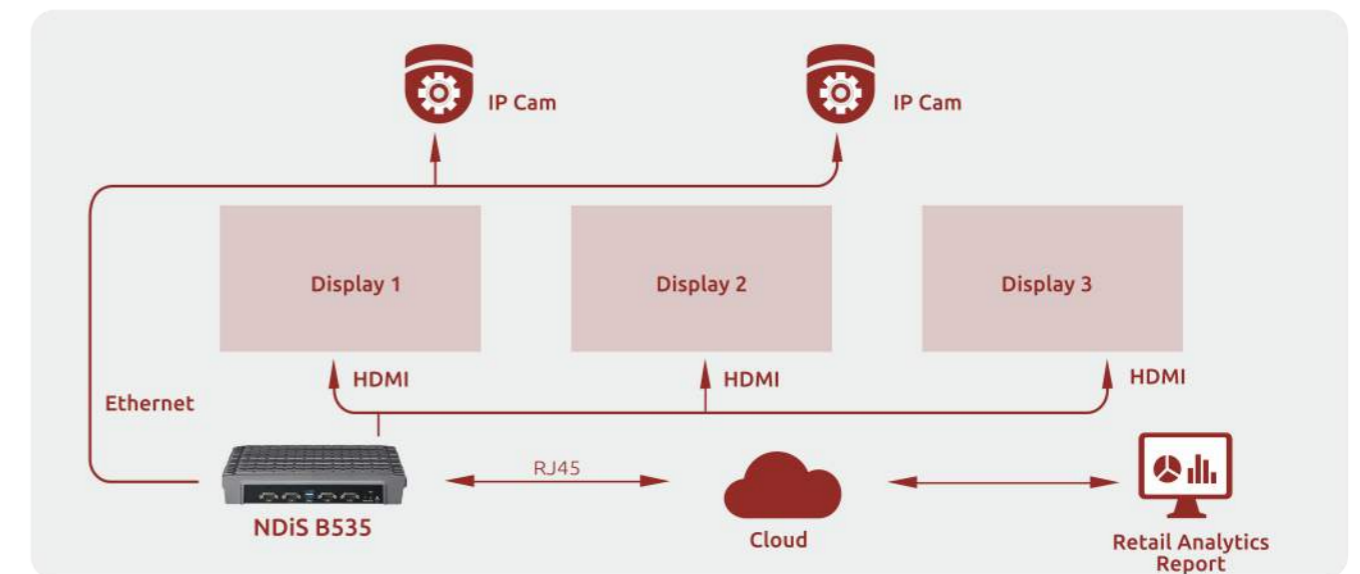 IP Cam
IP Cam
Display 1
Display 2
Display 3
HDMI
HDMI
HDMI
Ethernet
RJ45
NDiS B535
Cloud
Retail Analytics
Report